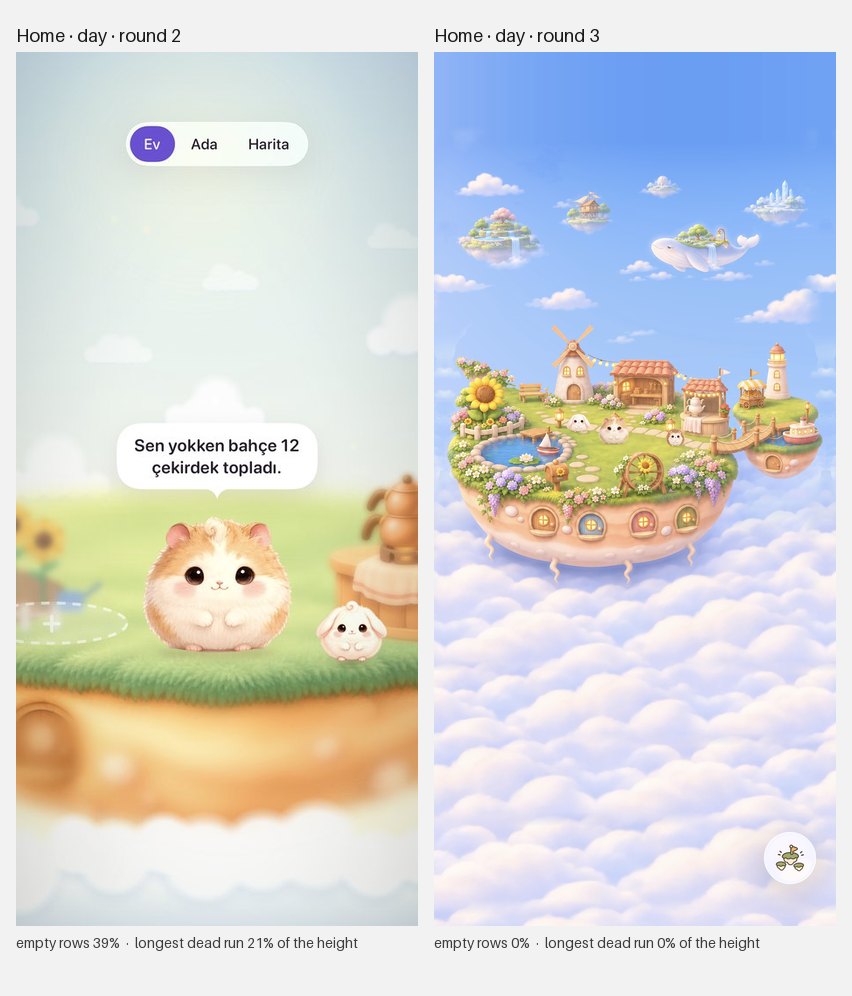 Home · day · round 2
Home · day · round 3
Ev Ada Harita
Sen yokken bahçe 12
çekirdek topladı.
empty rows 39% · longest dead run 21% of the height
empty rows 0% · longest dead run 0% of the height